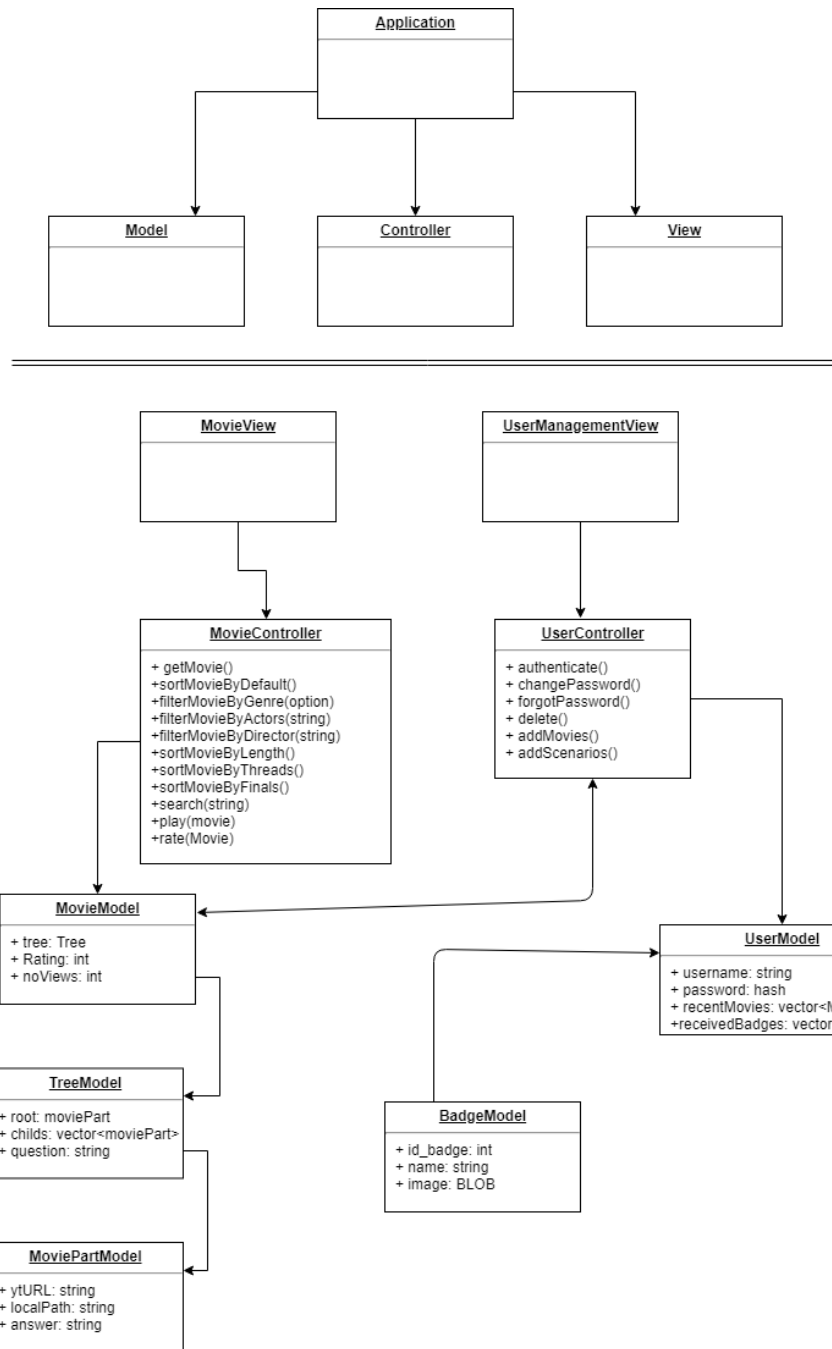 Application
Model
Controller
View
MovieView
UserManagementView
MovieController
+ getMovie()
+sortMovieByDefault()
+filterMovieByGenre(option)
+filterMovieByActors(string)
+filterMovieByDirector(string)
+sortMovieByLength()
+sortMovieByThreads()
+sortMovieByFinals()
+search(string)
+play(movie)
+rate(Movie)
UserController
+ authenticate()
+ changePassword()
+ forgotPassword()
+ delete()
+ addMovies()
+ addScenarios()
MovieModel
+ tree: Tree
+ Rating: int
+ noViews: int
UserModel
+ username: string
+ password: hash
+ recentMovies: vector<M
+receivedBadges: vector
TreeModel
+ root: moviePart
+ childs: vector<moviePart>
+ question: string
BadgeModel
+ id_badge: int
+ name: string
+ image: BLOB
MoviePartModel
+ ytURL: string
+ localPath: string
+ answer: string